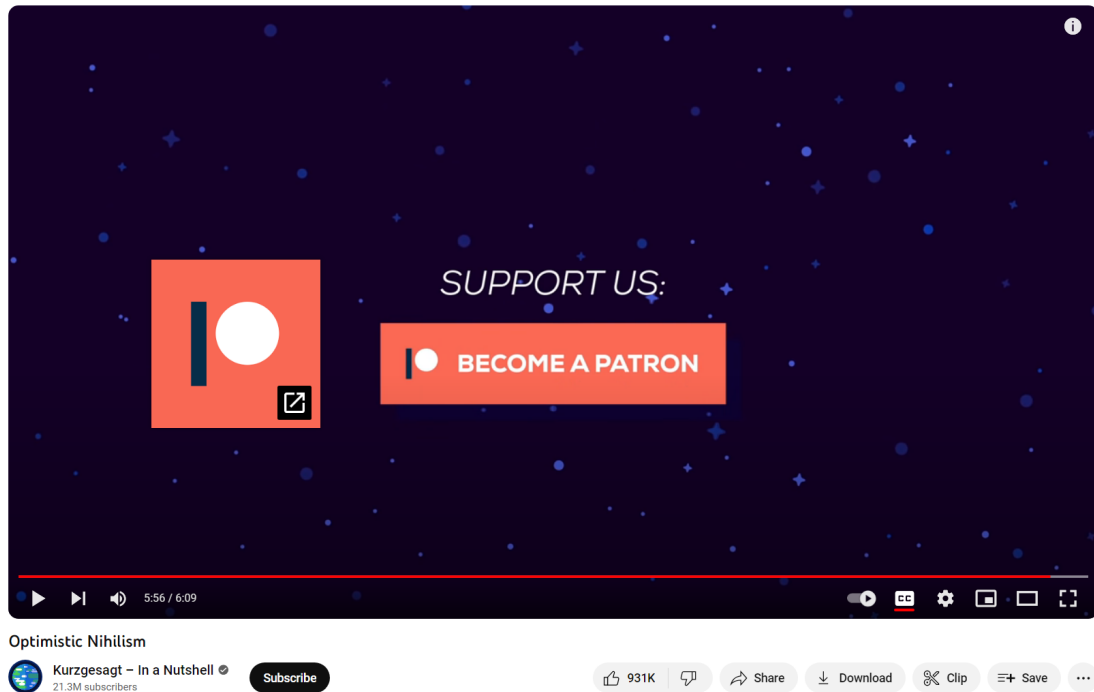 SUPPORT US:
BECOME A PATRON
5:56 / 6:09
CC
Optimistic Nihilism
Kurzgesagt – In a Nutshell
21.3M subscribers
Subscribe
931K
Share
Download
Clip
Save